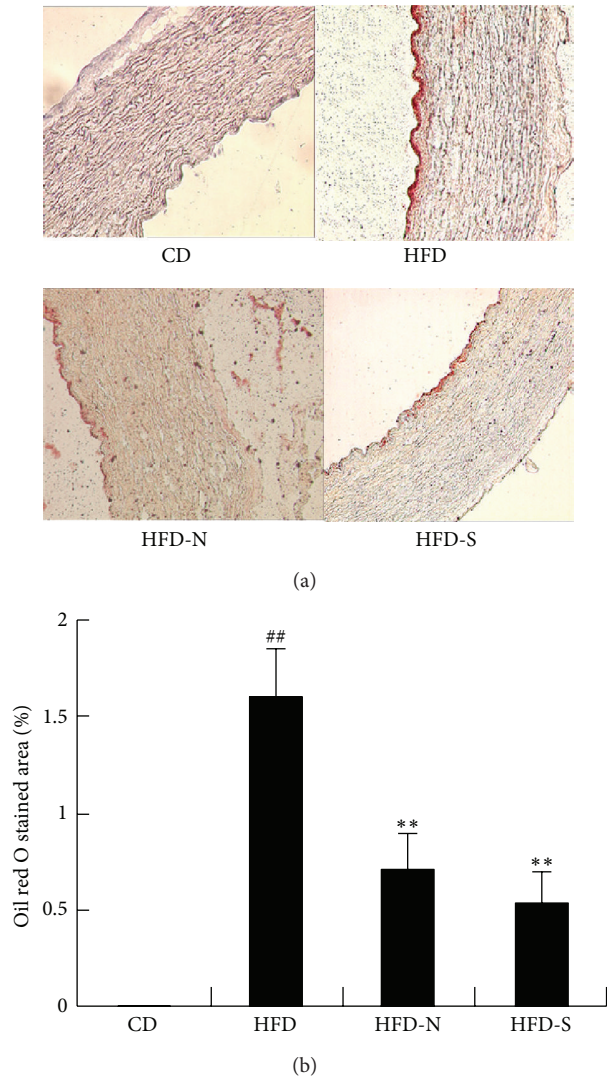 CD HFD
HFD-N HFD-S
(a)
Oil red O stained area (%)
2
1.5
1
0.5
0
##
**
**
CD HFD HFD-N HFD-S
(b)